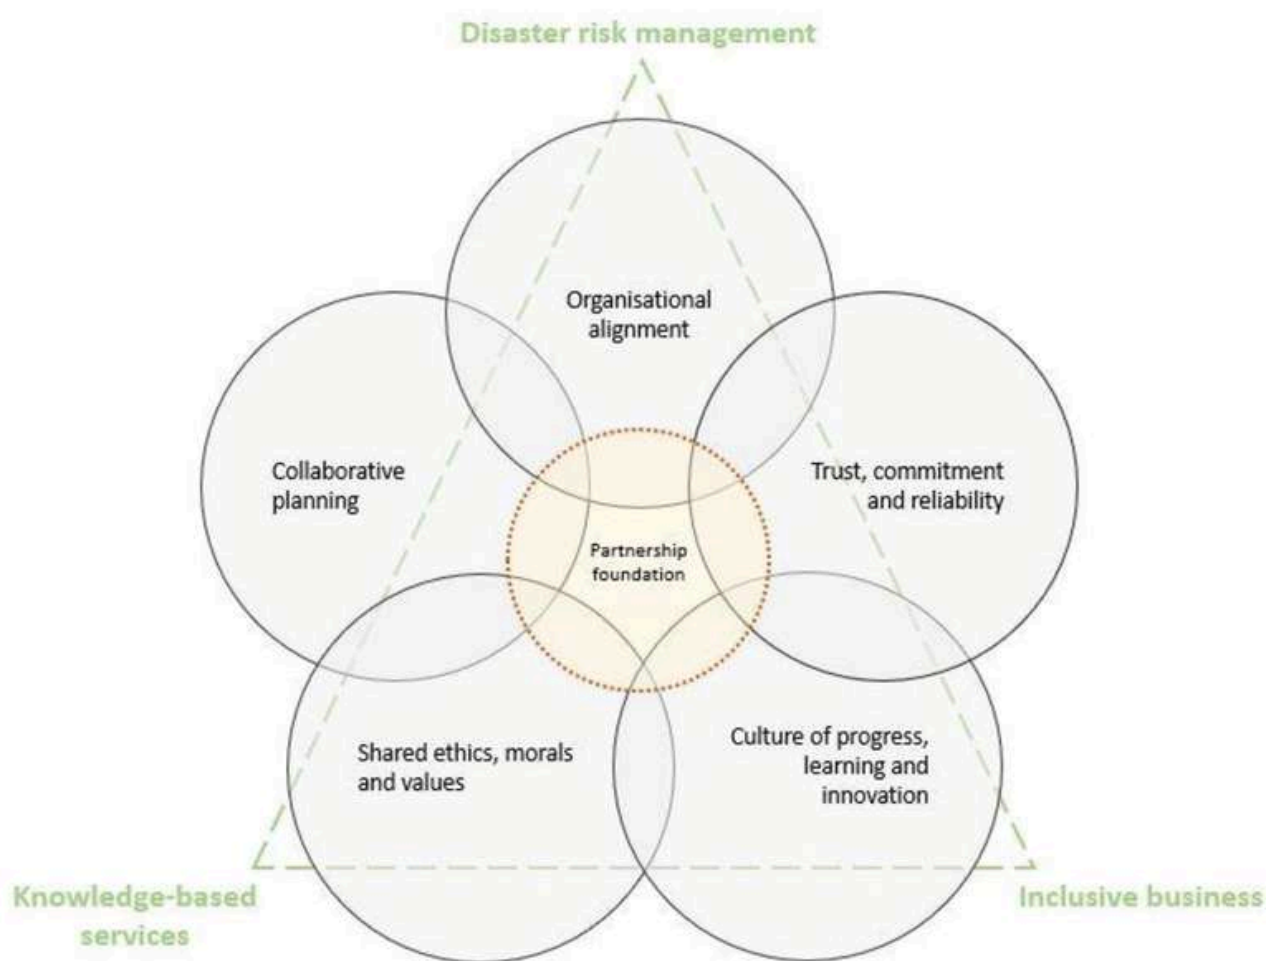 Disaster risk management
Organisational
alignment
Collaborative
planning
Trust, commitment
and reliability
Partnership
foundation
Shared ethics, morals
and values
Culture of progress,
learning and
innovation
Knowledge-based
services
Inclusive business